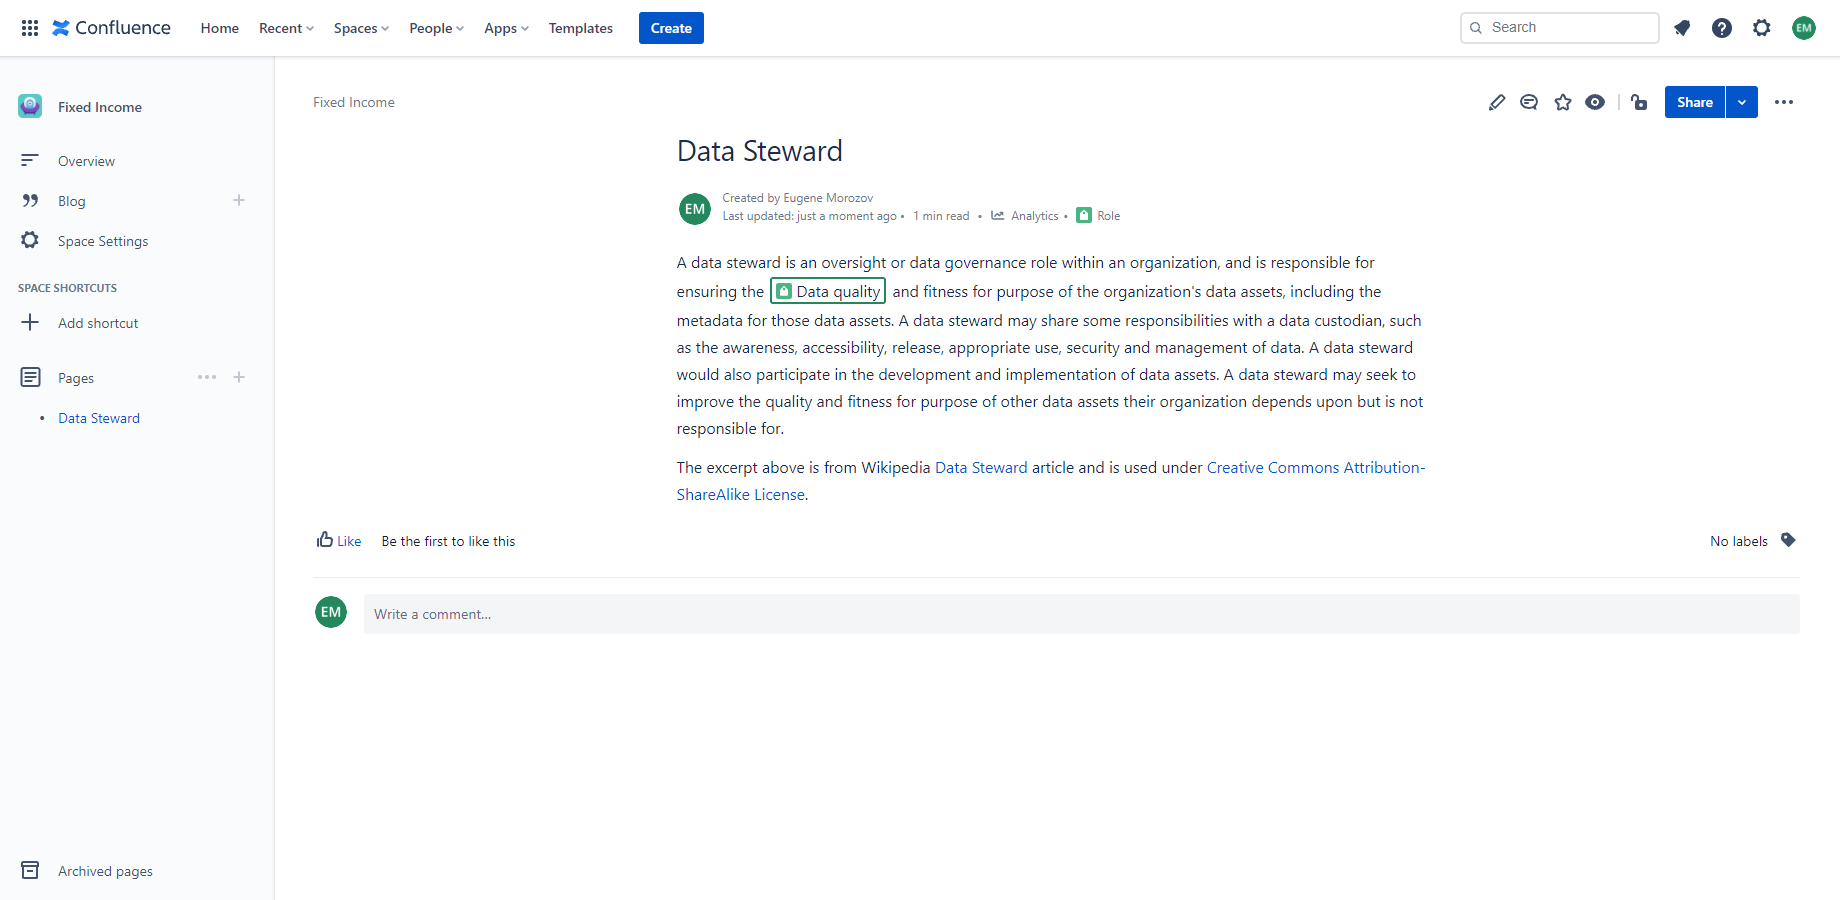 Confluence Home Recent Spaces People Apps Templates Create Search EM
Fixed Income
Overview
Blog
Space Settings
SPACE SHORTCUTS
Add shortcut
Pages
Data Steward
Archived pages
Fixed Income
Share
Data Steward
EM
Created by Eugene Morozov
Last updated: just a moment ago • 1 min read • Analytics • Role
A data steward is an oversight or data governance role within an organization, and is responsible for
ensuring the Data quality and fitness for purpose of the organization's data assets, including the
metadata for those data assets. A data steward may share some responsibilities with a data custodian, such
as the awareness, accessibility, release, appropriate use, security and management of data. A data steward
would also participate in the development and implementation of data assets. A data steward may seek to
improve the quality and fitness for purpose of other data assets their organization depends upon but is not
responsible for.
The excerpt above is from Wikipedia Data Steward article and is used under Creative Commons Attribution-
ShareAlike License.
Like Be the first to like this No labels
EM Write a comment...